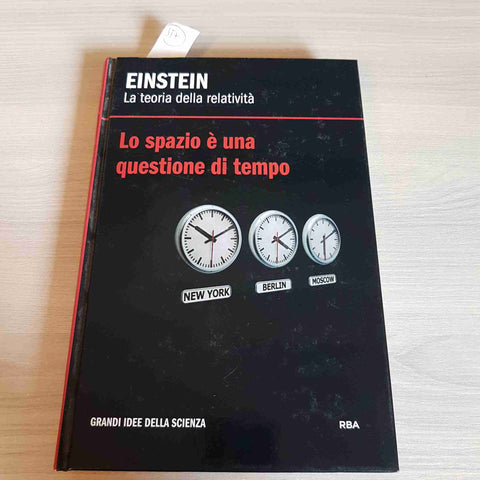 EINSTEIN
La teoria della relatività
Lo spazio è una
questione di tempo
NEW YORK
BERLIN
MOSCOW
GRANDI IDEE DELLA SCIENZA
RBA